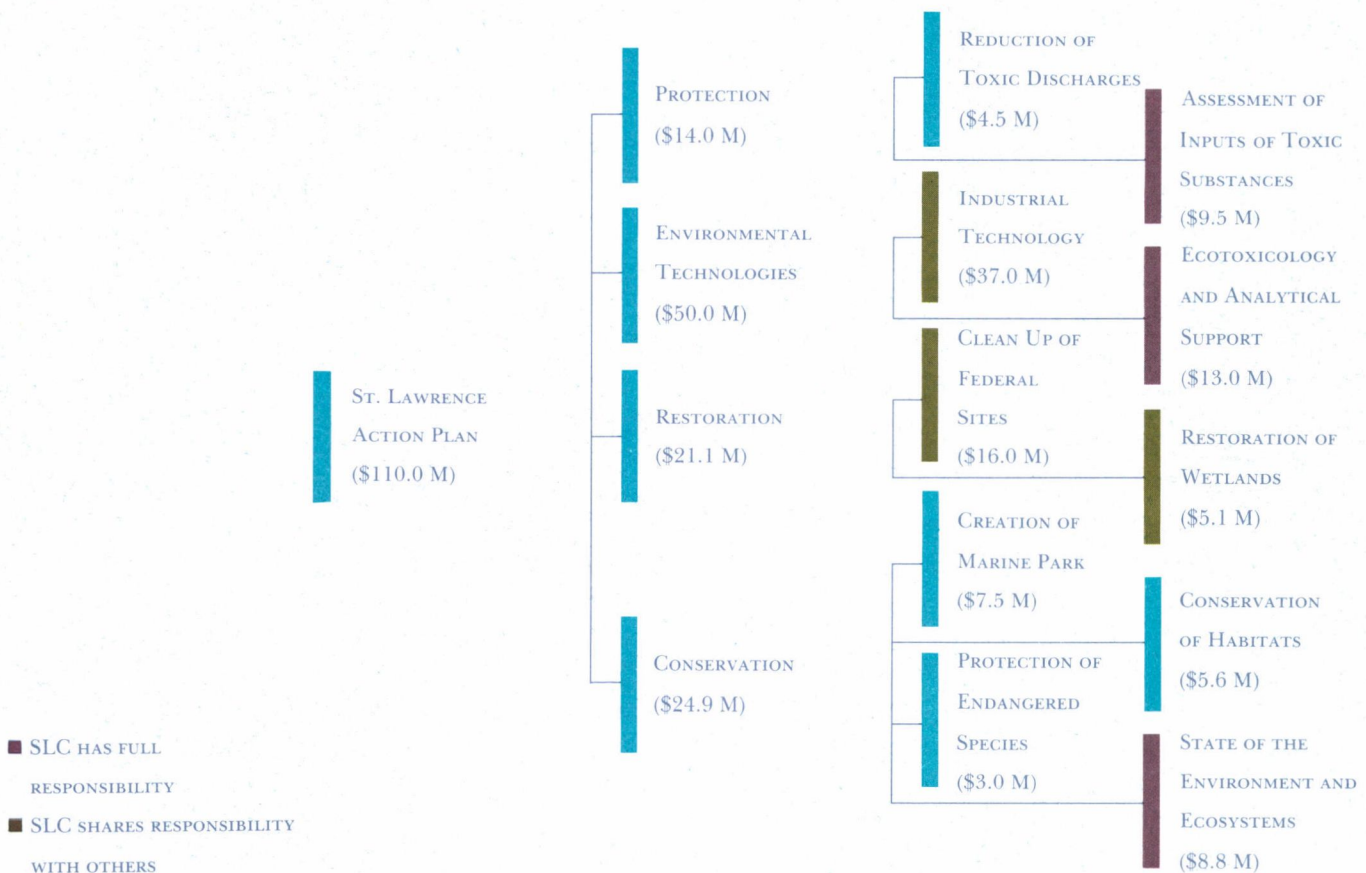 St. Lawrence
Action Plan
($110.0 M)
Protection
($14.0 M)
Environmental
Technologies
($50.0 M)
Restoration
($21.1 M)
Conservation
($24.9 M)
Reduction of
Toxic Discharges
($4.5 M)
Assessment of
Inputs of Toxic
Substances
($9.5 M)
Industrial
Technology
($37.0 M)
Ecotoxicology
and Analytical
Support
($13.0 M)
Clean Up of
Federal
Sites
($16.0 M)
Restoration of
Wetlands
($5.1 M)
Creation of
Marine Park
($7.5 M)
Conservation
of Habitats
($5.6 M)
Protection of
Endangered
Species
($3.0 M)
State of the
Environment and
Ecosystems
($8.8 M)
SLC has full
responsibility
SLC shares responsibility
with others